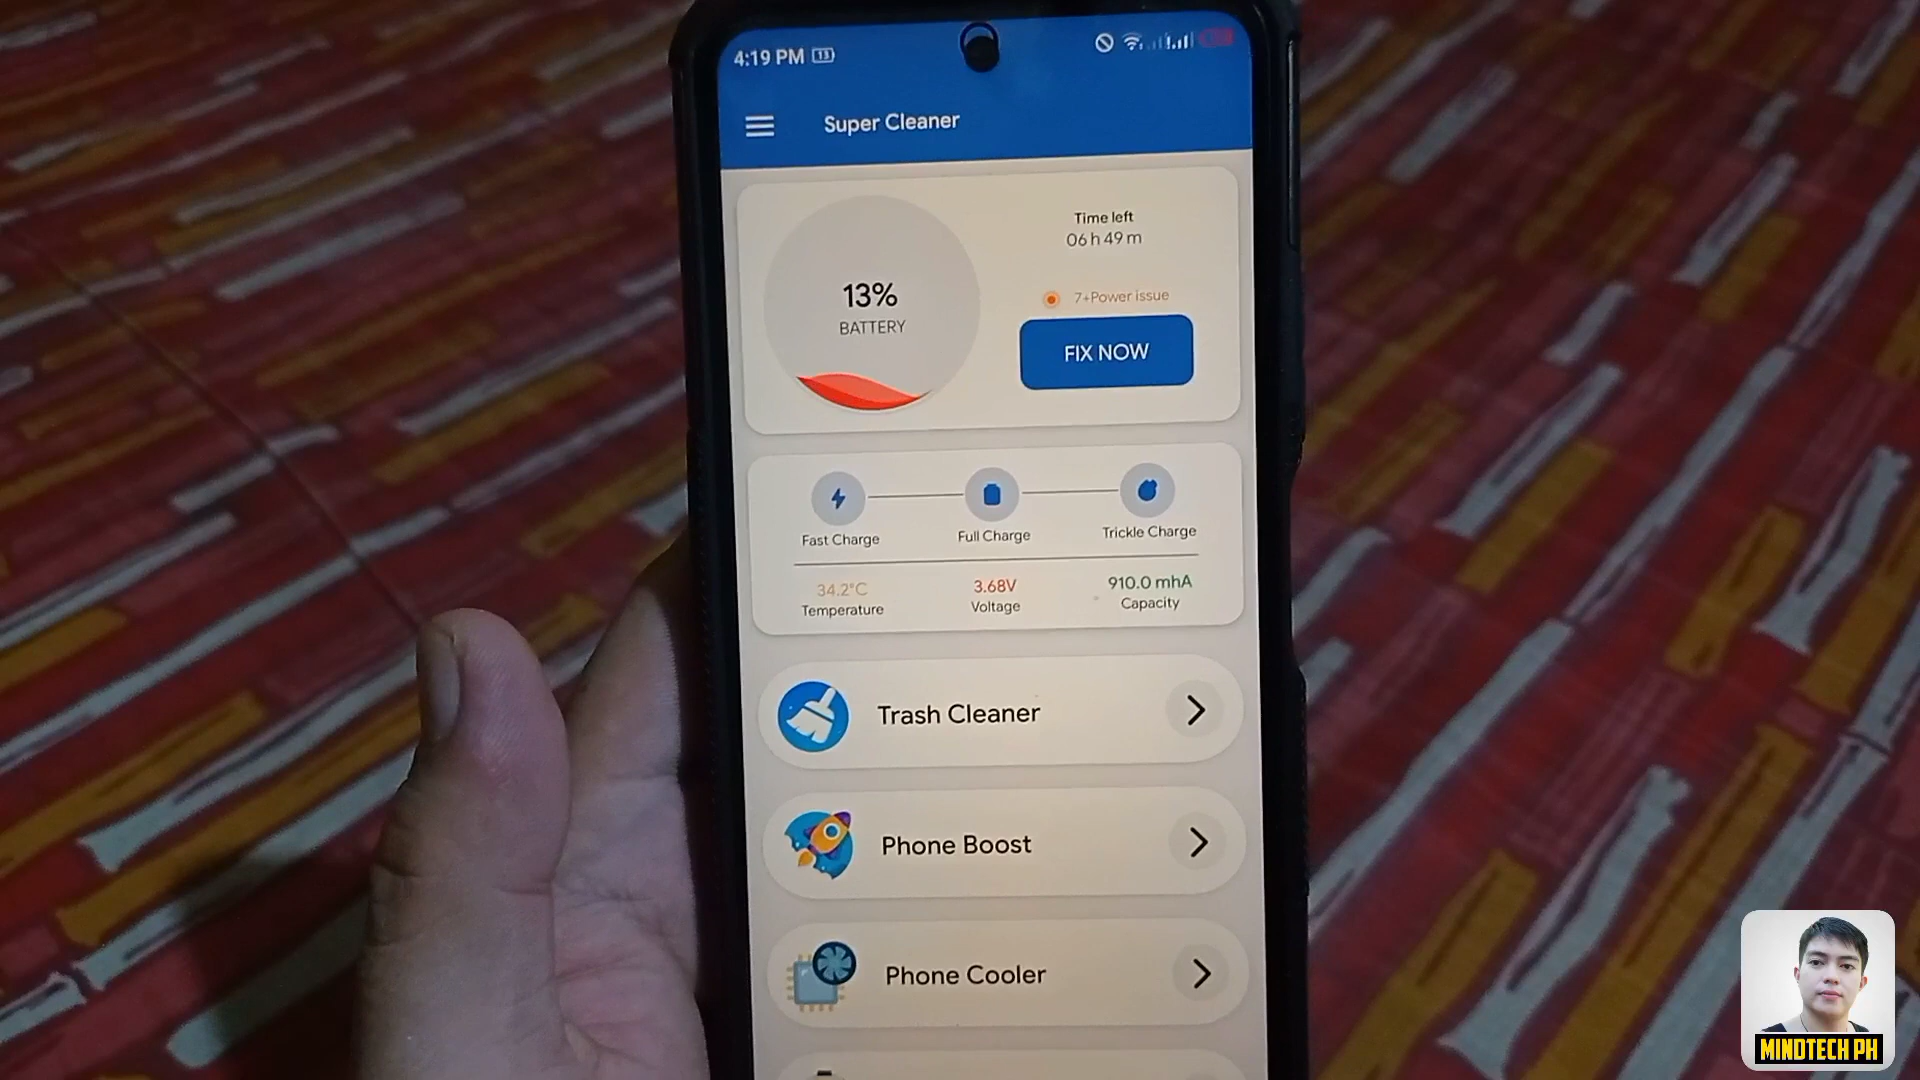 4:19 PM 13
Super Cleaner
13%
BATTERY
Time left
06 h 49 m
7+Power issue
FIX NOW
Fast Charge
Full Charge
Trickle Charge
34.2°C
Temperature
3.68V
Voltage
910.0 mhA
Capacity
Trash Cleaner
Phone Boost
Phone Cooler
MINDTECH PH